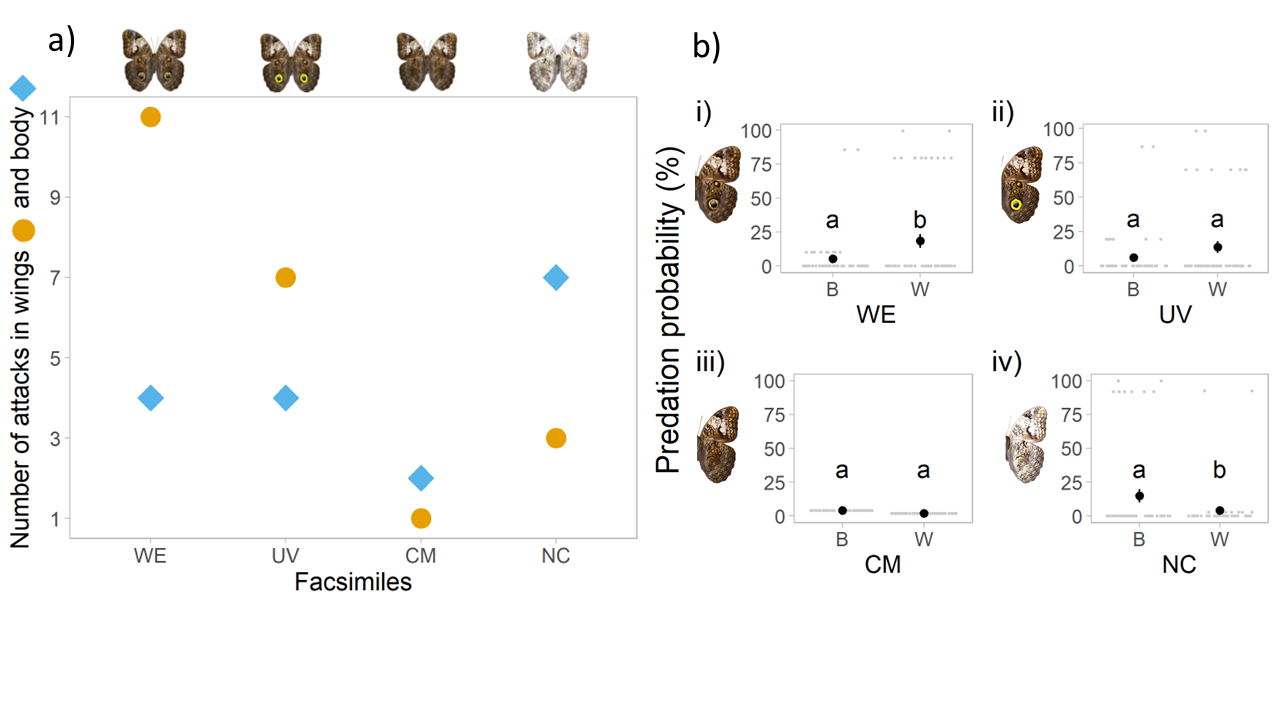 a)
Number of attacks in wings and body
11
9
7
5
3
1
WE UV CM NC
Facsimiles
b)
Predation probability (%)
i)
100
75
50
25
0
a b
B W
WE
ii)
100
75
50
25
0
a a
B W
UV
iii)
100
75
50
25
0
a a
B W
CM
iv)
100
75
50
25
0
a b
B W
NC